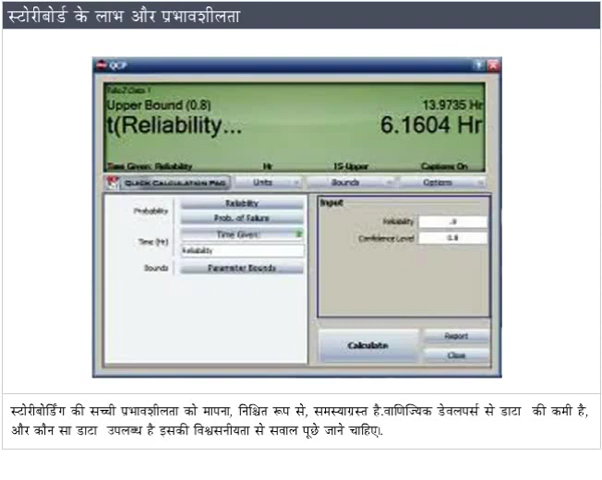 स्टोरीबोर्ड के लाभ और प्रभावशीलता
QCP
Upper Bound (0.8) 13.9735 Hr
t(Reliability... 6.1604 Hr
Time Given: Reliability Hr 1S-Upper Captions On
Quick Calculation Pad Units Bounds Options
Probability Reliability
Prob. of Failure
Time (Hr) Time Given:
Reliability
Bounds Parameter Bounds
Input
Reliability .9
Confidence Level 0.8
Calculate Report
Close
स्टोरीबोर्डिंग की सच्ची प्रभावशीलता को मापना, निश्चित रूप से, समस्याग्रस्त है.वाणिज्यिक डेवलपर्स से डाटा की कमी है,
और कौन सा डाटा उपलब्ध है इसकी विश्वसनीयता से सवाल पूछे जाने चाहिए।.